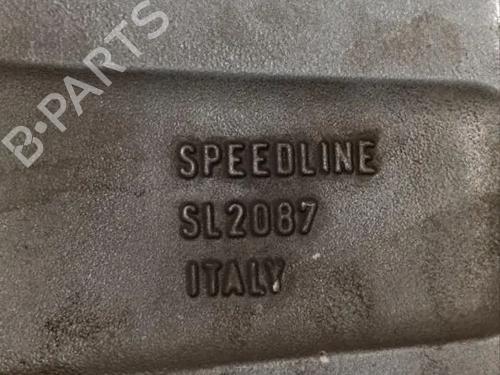 B-PARTS
SPEEDLINE
SL2087
ITALY